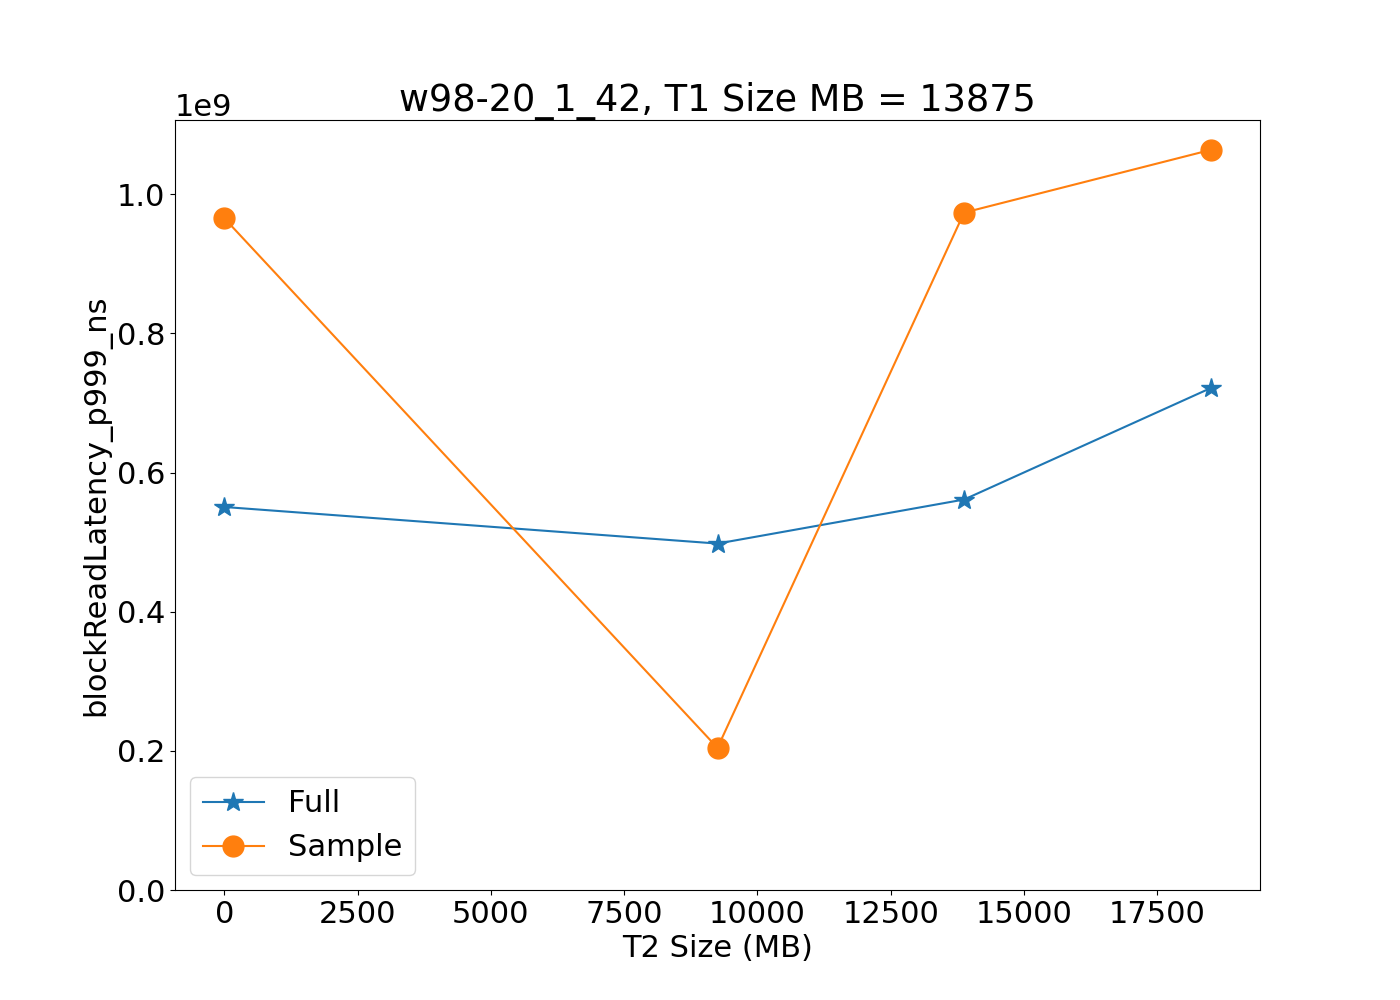 w98-20_1_42, T1 Size MB = 13875
1e9
1.0
0.8
0.6
0.4
0.2
0.0
blockReadLatency_p999_ns
Full
Sample
0 2500 5000 7500 10000 12500 15000 17500
T2 Size (MB)